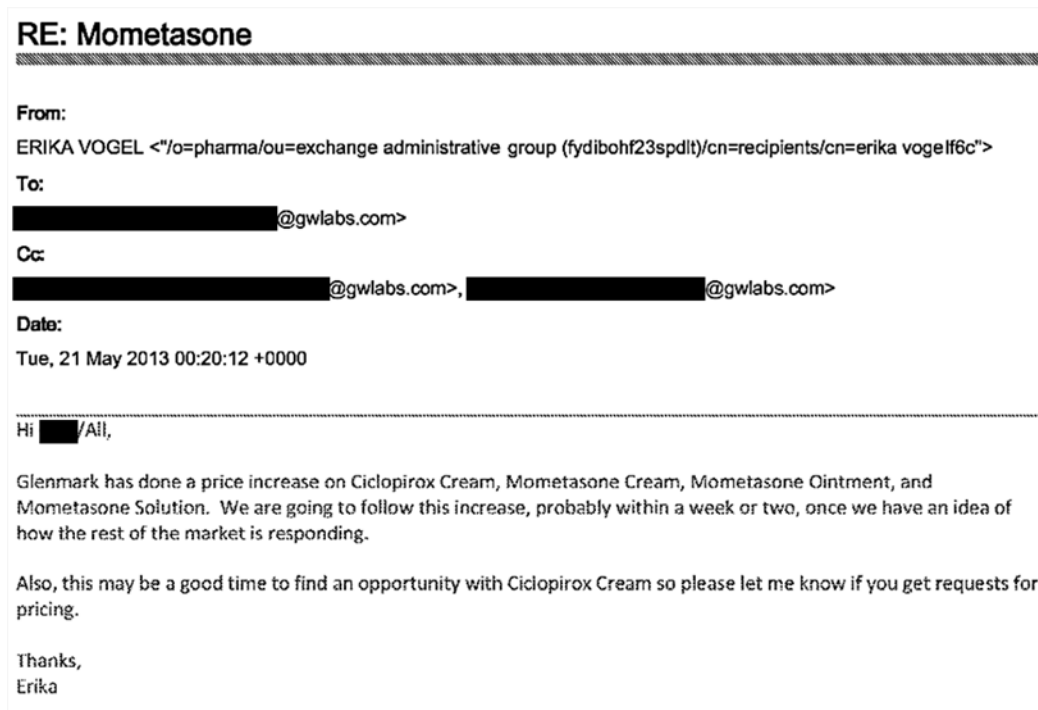 RE: Mometasone
From:
ERIKA VOGEL <"/o=pharma/ou=exchange administrative group (fydibohf23spdlt)/cn=recipients/cn=erika vogelf6c">
To:
@gwlabs.com>
Cc:
@gwlabs.com>, @gwlabs.com>
Date:
Tue, 21 May 2013 00:20:12 +0000
Hi /All,
Glenmark has done a price increase on Ciclopirox Cream, Mometasone Cream, Mometasone Ointment, and
Mometasone Solution. We are going to follow this increase, probably within a week or two, once we have an idea of
how the rest of the market is responding.
Also, this may be a good time to find an opportunity with Ciclopirox Cream so please let me know if you get requests for
pricing.
Thanks,
Erika